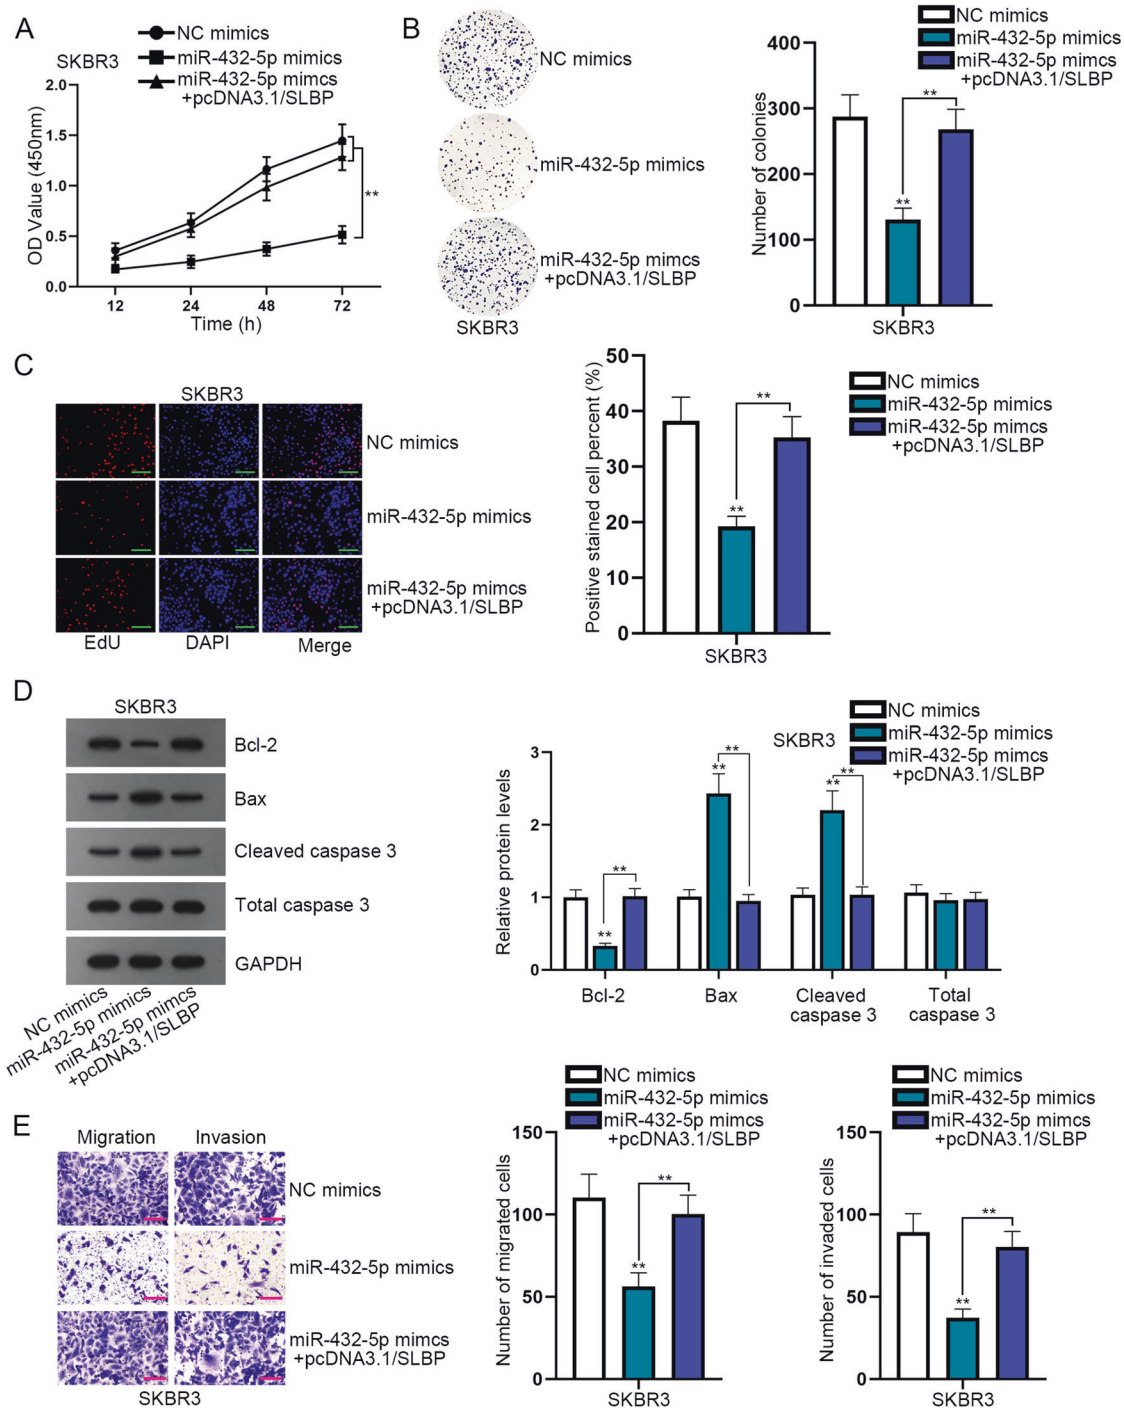 A
SKBR3
NC mimics
miR-432-5p mimics
miR-432-5p mimcs
+pcDNA3.1/SLBP
OD Value (450nm)
2.0
1.5
1.0
0.5
0.0
12 24 48 72
Time (h)
**
B
NC mimics
miR-432-5p mimics
miR-432-5p mimcs
+pcDNA3.1/SLBP
SKBR3
NC mimics
miR-432-5p mimics
miR-432-5p mimcs
+pcDNA3.1/SLBP
Number of colonies
400
300
200
100
0
**
**
SKBR3
C
SKBR3
NC mimics
miR-432-5p mimics
miR-432-5p mimcs
+pcDNA3.1/SLBP
EdU DAPI Merge
Positive stained cell percent (%)
50
40
30
20
10
0
**
**
SKBR3
NC mimics
miR-432-5p mimics
miR-432-5p mimcs
+pcDNA3.1/SLBP
D
SKBR3
Bcl-2
Bax
Cleaved caspase 3
Total caspase 3
GAPDH
NC mimics
miR-432-5p mimics
miR-432-5p mimcs
+pcDNA3.1/SLBP
NC mimics
miR-432-5p mimics
miR-432-5p mimcs
+pcDNA3.1/SLBP
SKBR3
Relative protein levels
3
2
1
0
**
**
**
**
**
**
Bcl-2 Bax Cleaved caspase 3 Total caspase 3
E
Migration Invasion
NC mimics
miR-432-5p mimics
miR-432-5p mimcs
+pcDNA3.1/SLBP
SKBR3
NC mimics
miR-432-5p mimics
miR-432-5p mimcs
+pcDNA3.1/SLBP
Number of migrated cells
150
100
50
0
**
**
SKBR3
NC mimics
miR-432-5p mimics
miR-432-5p mimcs
+pcDNA3.1/SLBP
Number of invaded cells
150
100
50
0
**
**
SKBR3